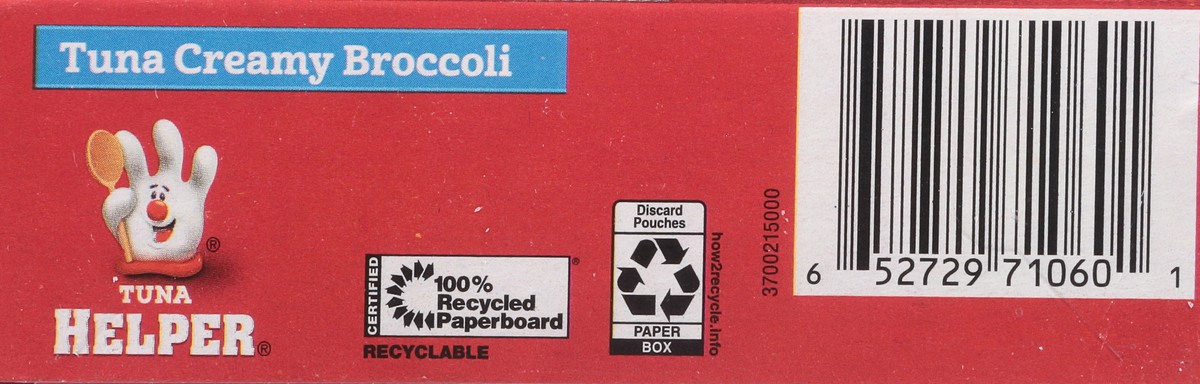 Tuna Creamy Broccoli
®
TUNA
HELPER®
CERTIFIED
100%
Recycled
Paperboard
®
RECYCLABLE
Discard
Pouches
PAPER
BOX
how2recycle.info
3700215000
6 52729 71060 1